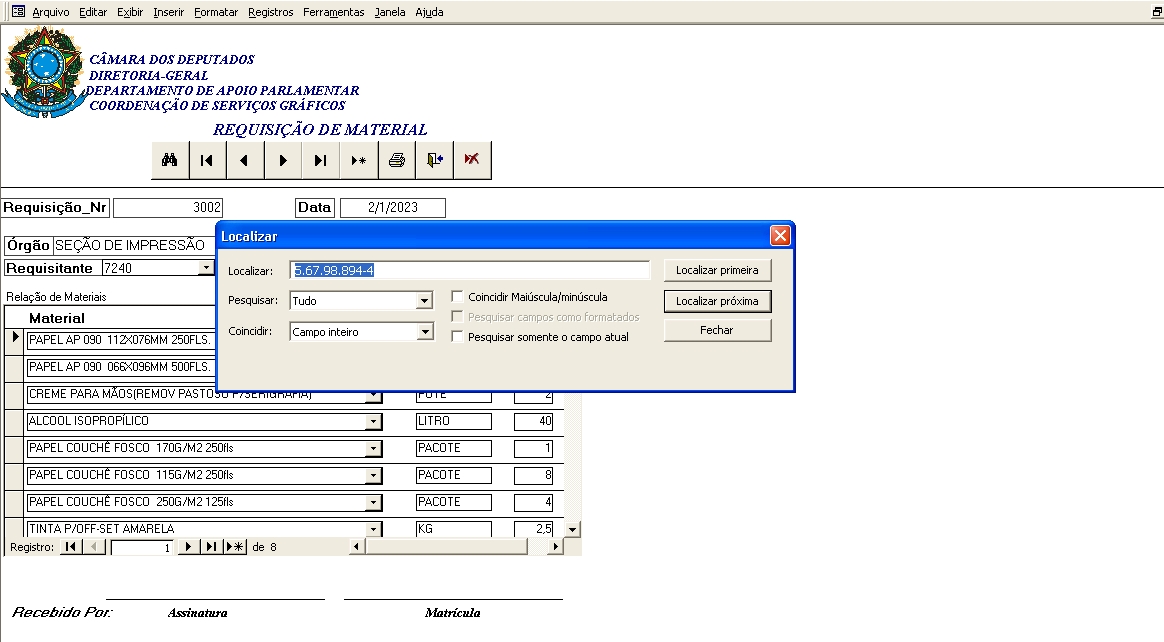 Arquivo Editar Exibir Inserir Formatar Registros Ferramentas Janela Ajuda
CÂMARA DOS DEPUTADOS
DIRETORIA-GERAL
DEPARTAMENTO DE APOIO PARLAMENTAR
COORDENAÇÃO DE SERVIÇOS GRÁFICOS
REQUISIÇÃO DE MATERIAL
Requisição_Nr 3002 Data 2/1/2023
Órgão SEÇÃO DE IMPRESSÃO
Requisitante 7240
Localizar
Localizar: 5.67.98.894-4 Localizar primeira
Pesquisar: Tudo Coincidir Maiúscula/minúscula Localizar próxima
Pesquisar campos como formatados
Coincidir: Campo inteiro Pesquisar somente o campo atual Fechar
Relação de Materiais
Material
PAPEL AP 090 112X076MM 250FLS.
PAPEL AP 090 066X096MM 500FLS.
CREME PARA MÃOS(REMOV PASTOSO P/SERIGRAFIA) POTE 2
ALCOOL ISOPROPÍLICO LITRO 40
PAPEL COUCHÊ FOSCO 170G/M2 250fls PACOTE 1
PAPEL COUCHÊ FOSCO 115G/M2 250fls PACOTE 8
PAPEL COUCHÊ FOSCO 250G/M2 125fls PACOTE 4
TINTA P/OFF-SET AMARELA KG 2,5
Registro: 1 de 8
Recebido Por: Assinatura Matrícula